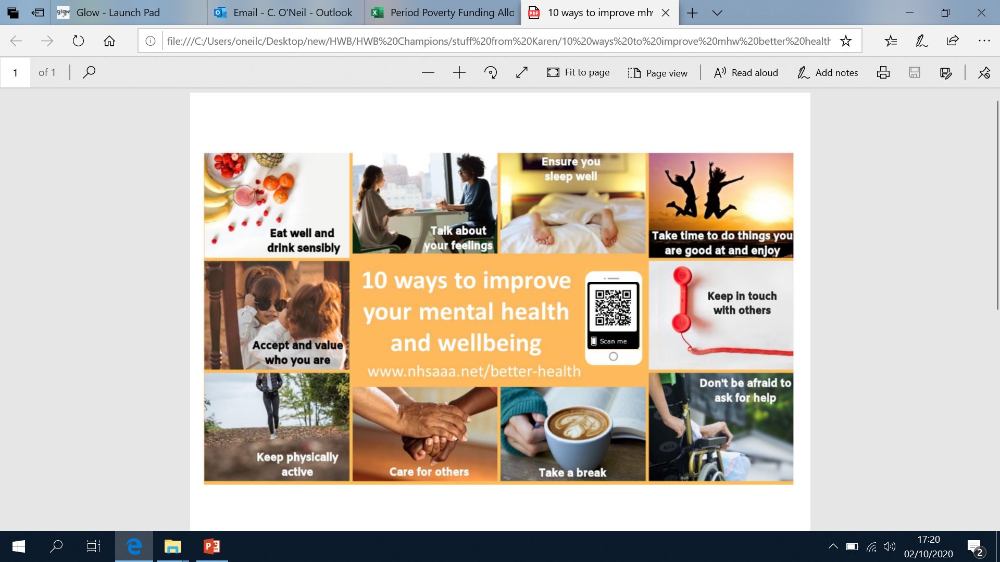 Glow - Launch Pad
Email - C. O'Neil - Outlook
Period Poverty Funding Allo
10 ways to improve mhw
file:///C:/Users/oneilc/Desktop/new/HWB/HWB%20Champions/stuff%20from%20Karen/10%20ways%20to%20improve%20mhw%20better%20health
1 of 1
Fit to page
Page view
Read aloud
Add notes
Eat well and
drink sensibly
Talk about
your feelings
Ensure you
sleep well
Take time to do things you
are good at and enjoy
Accept and value
who you are
10 ways to improve
your mental health
and wellbeing
www.nhsaaa.net/better-health
Scan me
Keep in touch
with others
Keep physically
active
Care for others
Take a break
Don't be afraid to
ask for help
17:20
02/10/2020
2